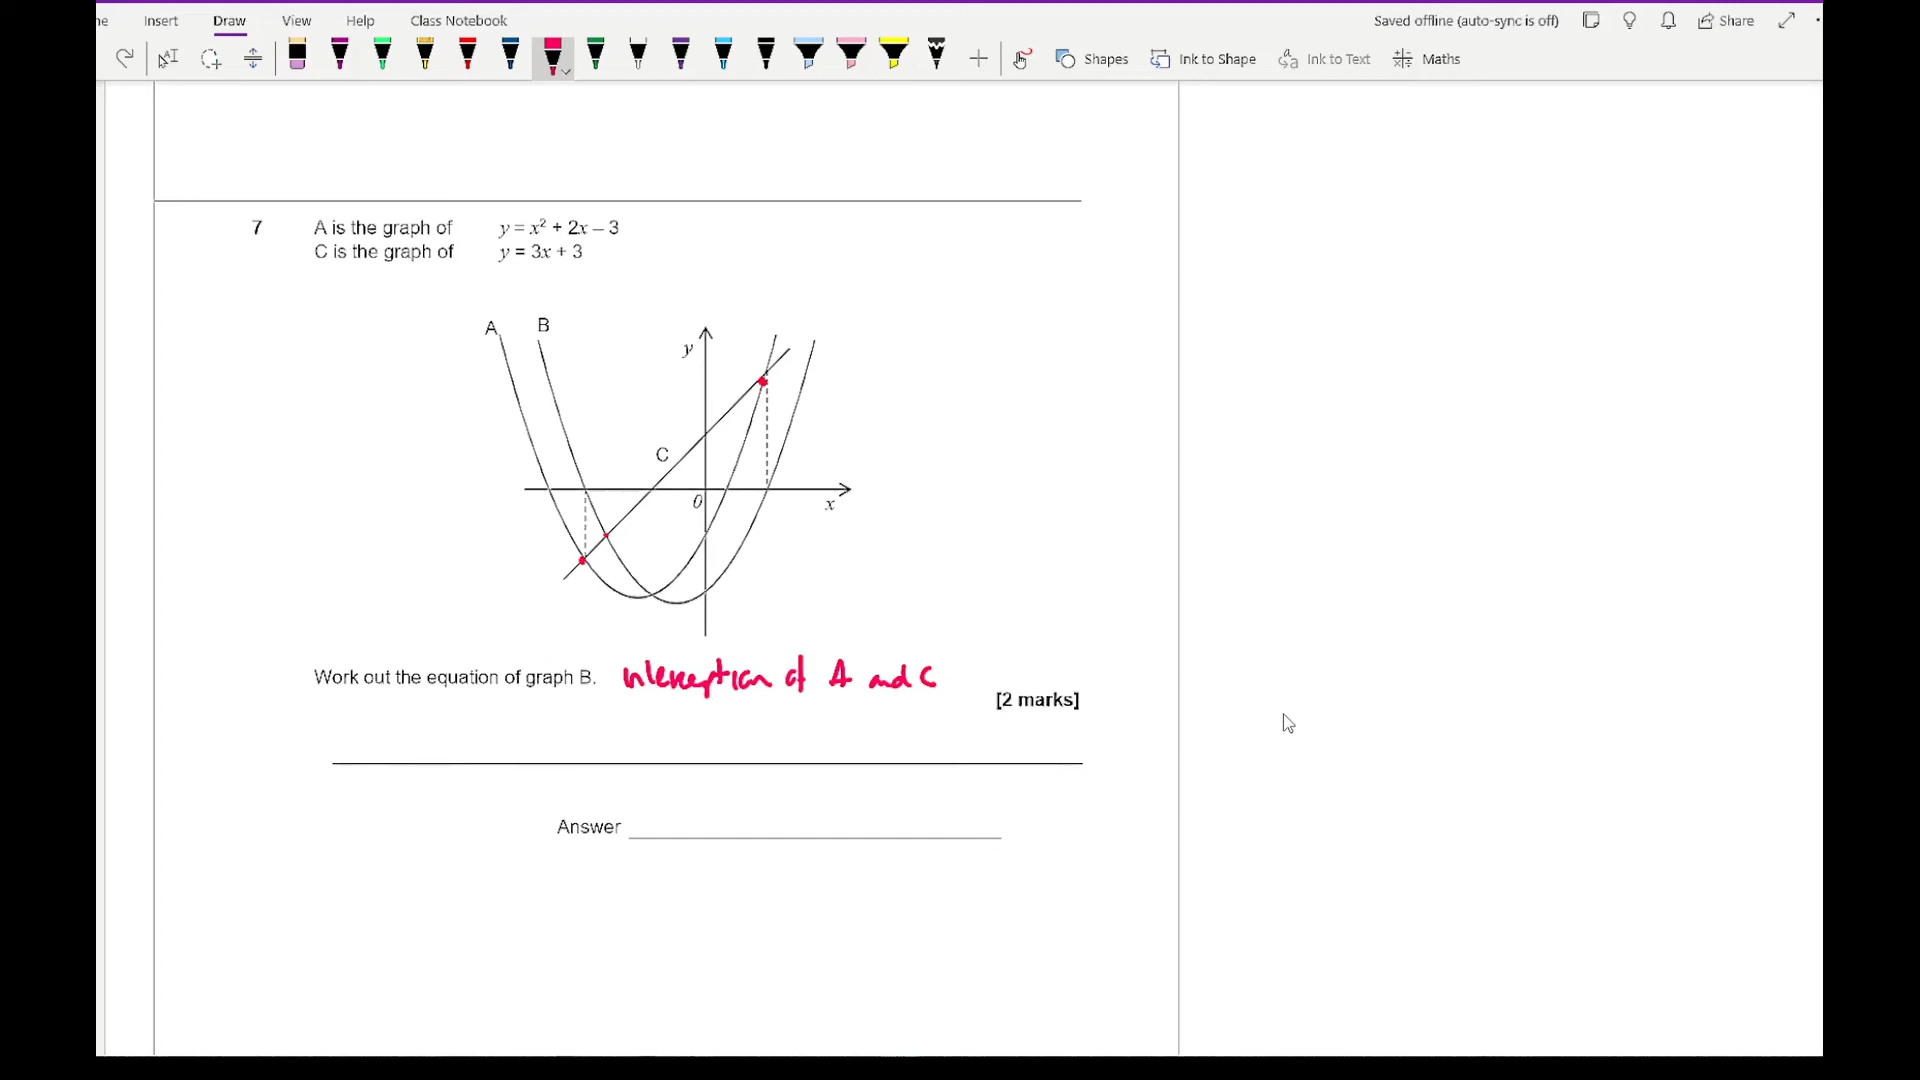 ne Insert Draw View Help Class Notebook Saved offline (auto-sync is off) Share
Shapes Ink to Shape Ink to Text Maths
7 A is the graph of y = x² + 2x – 3
C is the graph of y = 3x + 3
A B
y
C
0
x
Work out the equation of graph B. interception of A and C
[2 marks]
Answer